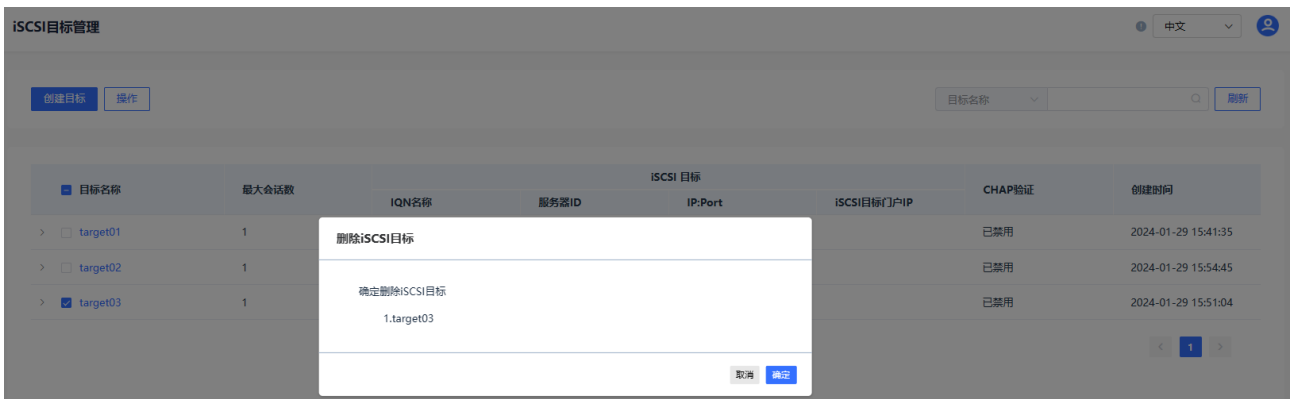 iSCSI目标管理
中文
创建目标 操作
目标名称
刷新
目标名称 最大会话数 iSCSI 目标 CHAP验证 创建时间
IQN名称 服务器ID IP:Port iSCSI目标门户IP
target01 1 已禁用 2024-01-29 15:41:35
target02 1 已禁用 2024-01-29 15:54:45
target03 1 已禁用 2024-01-29 15:51:04
删除iSCSI目标
确定删除iSCSI目标
1.target03
取消 确定
1